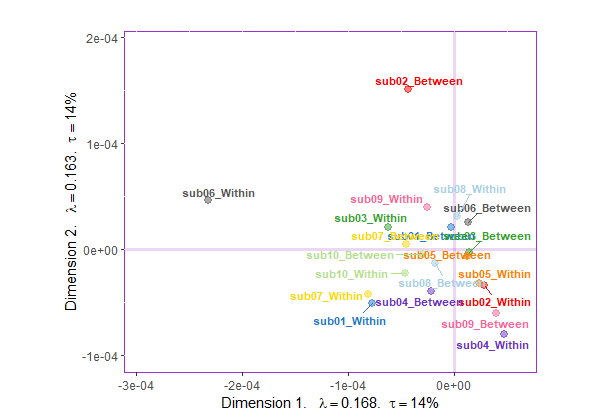 2e-04
sub02_Between
1e-04
sub08_Within
sub06_Within
sub09_Within
sub06_Between
sub03_Within
sub07_Between
sub01_Between
sub03_Between
0e+00
sub10_Between
sub05_Between
sub10_Within
sub05_Within
sub08_Between
sub07_Within
sub04_Between
sub02_Within
sub01_Within
sub09_Between
sub04_Within
-1e-04
-3e-04
-2e-04
-1e-04
0e+00
Dimension 1. λ = 0.168. τ = 14%
Dimension 2. λ = 0.163. τ = 14%